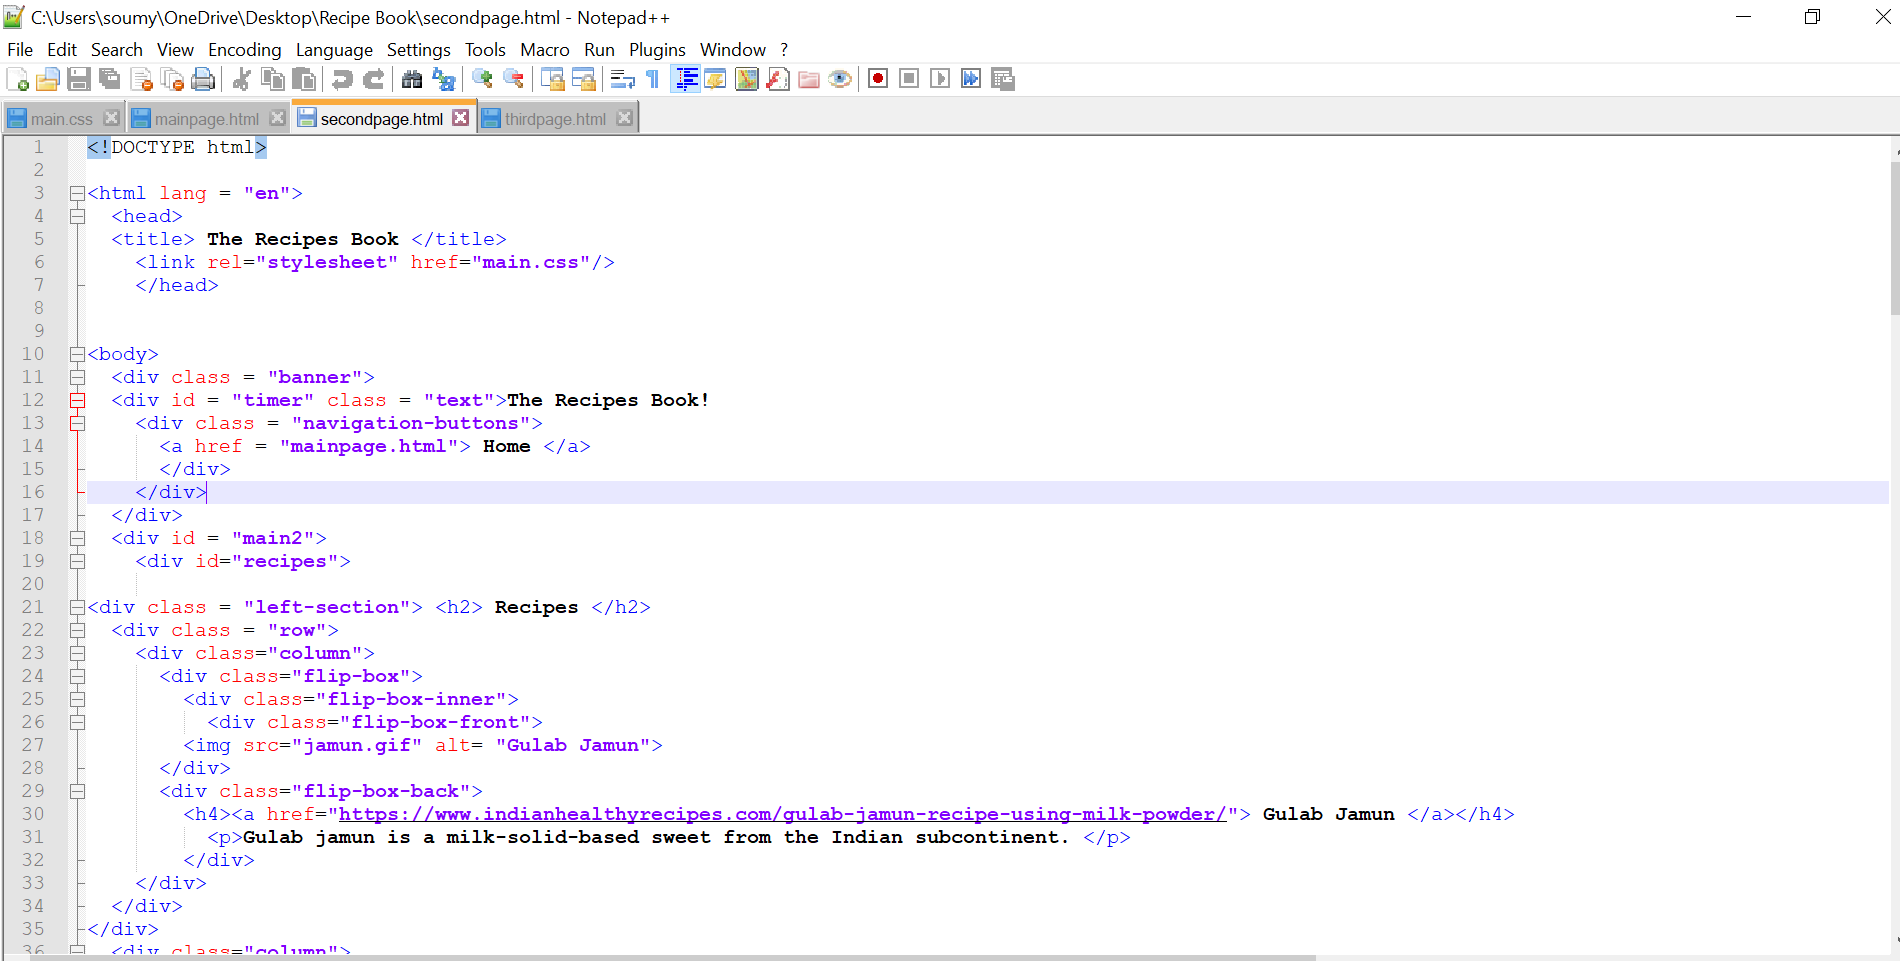 C:\Users\soumy\OneDrive\Desktop\Recipe Book\secondpage.html - Notepad++
File Edit Search View Encoding Language Settings Tools Macro Run Plugins Window ?
main.css mainpage.html secondpage.html thirdpage.html
1 <!DOCTYPE html>
2
3 <html lang = "en">
4 <head>
5 <title> The Recipes Book </title>
6 <link rel="stylesheet" href="main.css"/>
7 </head>
8
9
10 <body>
11 <div class = "banner">
12 <div id = "timer" class = "text">The Recipes Book!
13 <div class = "navigation-buttons">
14 <a href = "mainpage.html"> Home </a>
15 </div>
16 </div>
17 </div>
18 <div id = "main2">
19 <div id="recipes">
20
21 <div class = "left-section"> <h2> Recipes </h2>
22 <div class = "row">
23 <div class="column">
24 <div class="flip-box">
25 <div class="flip-box-inner">
26 <div class="flip-box-front">
27 <img src="jamun.gif" alt= "Gulab Jamun">
28 </div>
29 <div class="flip-box-back">
30 <h4><a href="https://www.indianhealthyrecipes.com/gulab-jamun-recipe-using-milk-powder/"> Gulab Jamun </a></h4>
31 <p>Gulab jamun is a milk-solid-based sweet from the Indian subcontinent. </p>
32 </div>
33 </div>
34 </div>
35 </div>
36 <div class="column">